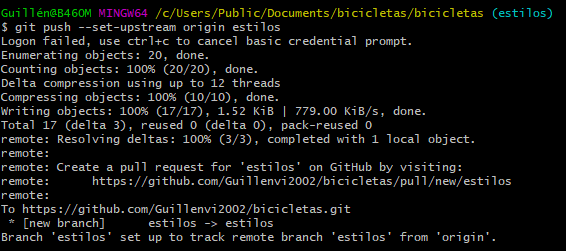 Guillén@B46OM MINGW64 /c/Users/Public/Documents/bicicletas/bicicletas (estilos)
$ git push --set-upstream origin estilos
Logon failed, use ctrl+c to cancel basic credential prompt.
Enumerating objects: 20, done.
Counting objects: 100% (20/20), done.
Delta compression using up to 12 threads
Compressing objects: 100% (10/10), done.
Writing objects: 100% (17/17), 1.52 KiB | 779.00 KiB/s, done.
Total 17 (delta 3), reused 0 (delta 0), pack-reused 0
remote: Resolving deltas: 100% (3/3), completed with 1 local object.
remote:
remote: Create a pull request for 'estilos' on GitHub by visiting:
remote:      https://github.com/Guillenvi2002/bicicletas/pull/new/estilos
remote:
To https://github.com/Guillenvi2002/bicicletas.git
 * [new branch]      estilos -> estilos
Branch 'estilos' set up to track remote branch 'estilos' from 'origin'.